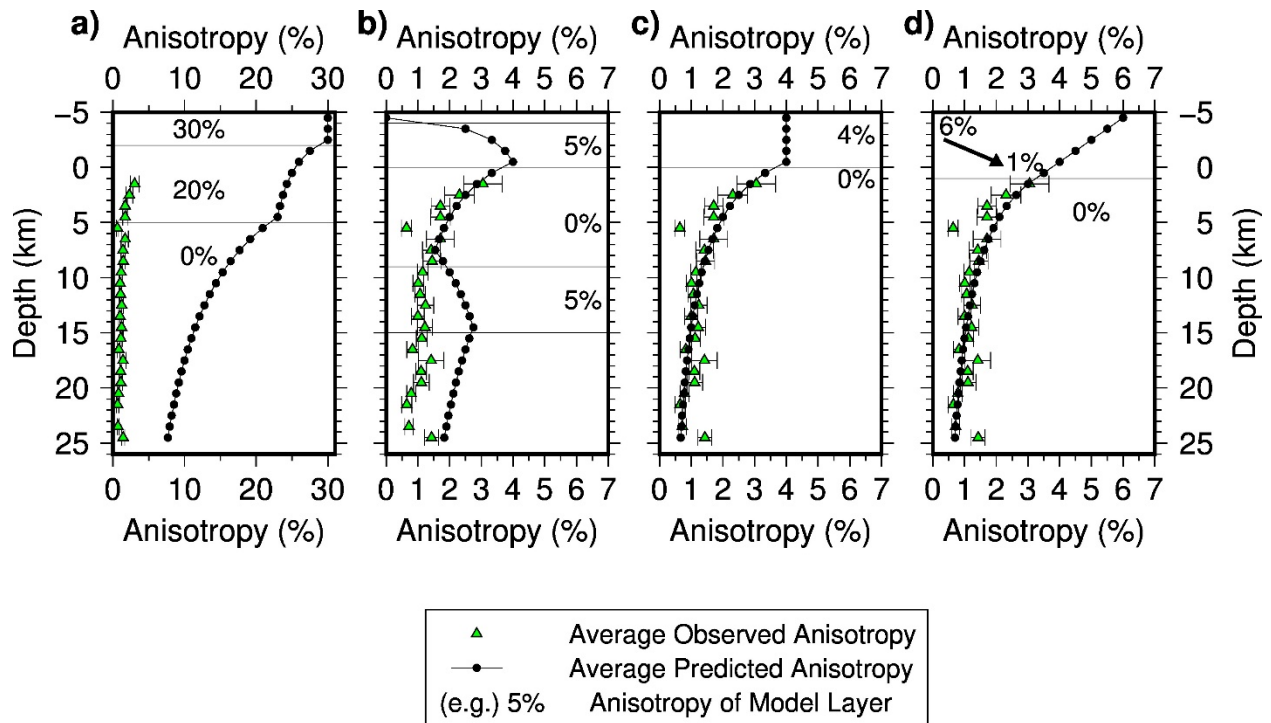 a) b) c) d)
Anisotropy (%) Anisotropy (%) Anisotropy (%) Anisotropy (%)
0 10 20 30 0 1 2 3 4 5 6 7 0 1 2 3 4 5 6 7 0 1 2 3 4 5 6 7
−5 −5
30% 5% 4% 6%
0 0
20% 0% 1%
5 5
0% 0% 0%
10 10
5%
15 15
20 20
25 25
Depth (km) Depth (km)
0 10 20 30 0 1 2 3 4 5 6 7 0 1 2 3 4 5 6 7 0 1 2 3 4 5 6 7
Anisotropy (%) Anisotropy (%) Anisotropy (%) Anisotropy (%)
Average Observed Anisotropy
Average Predicted Anisotropy
(e.g.) 5% Anisotropy of Model Layer